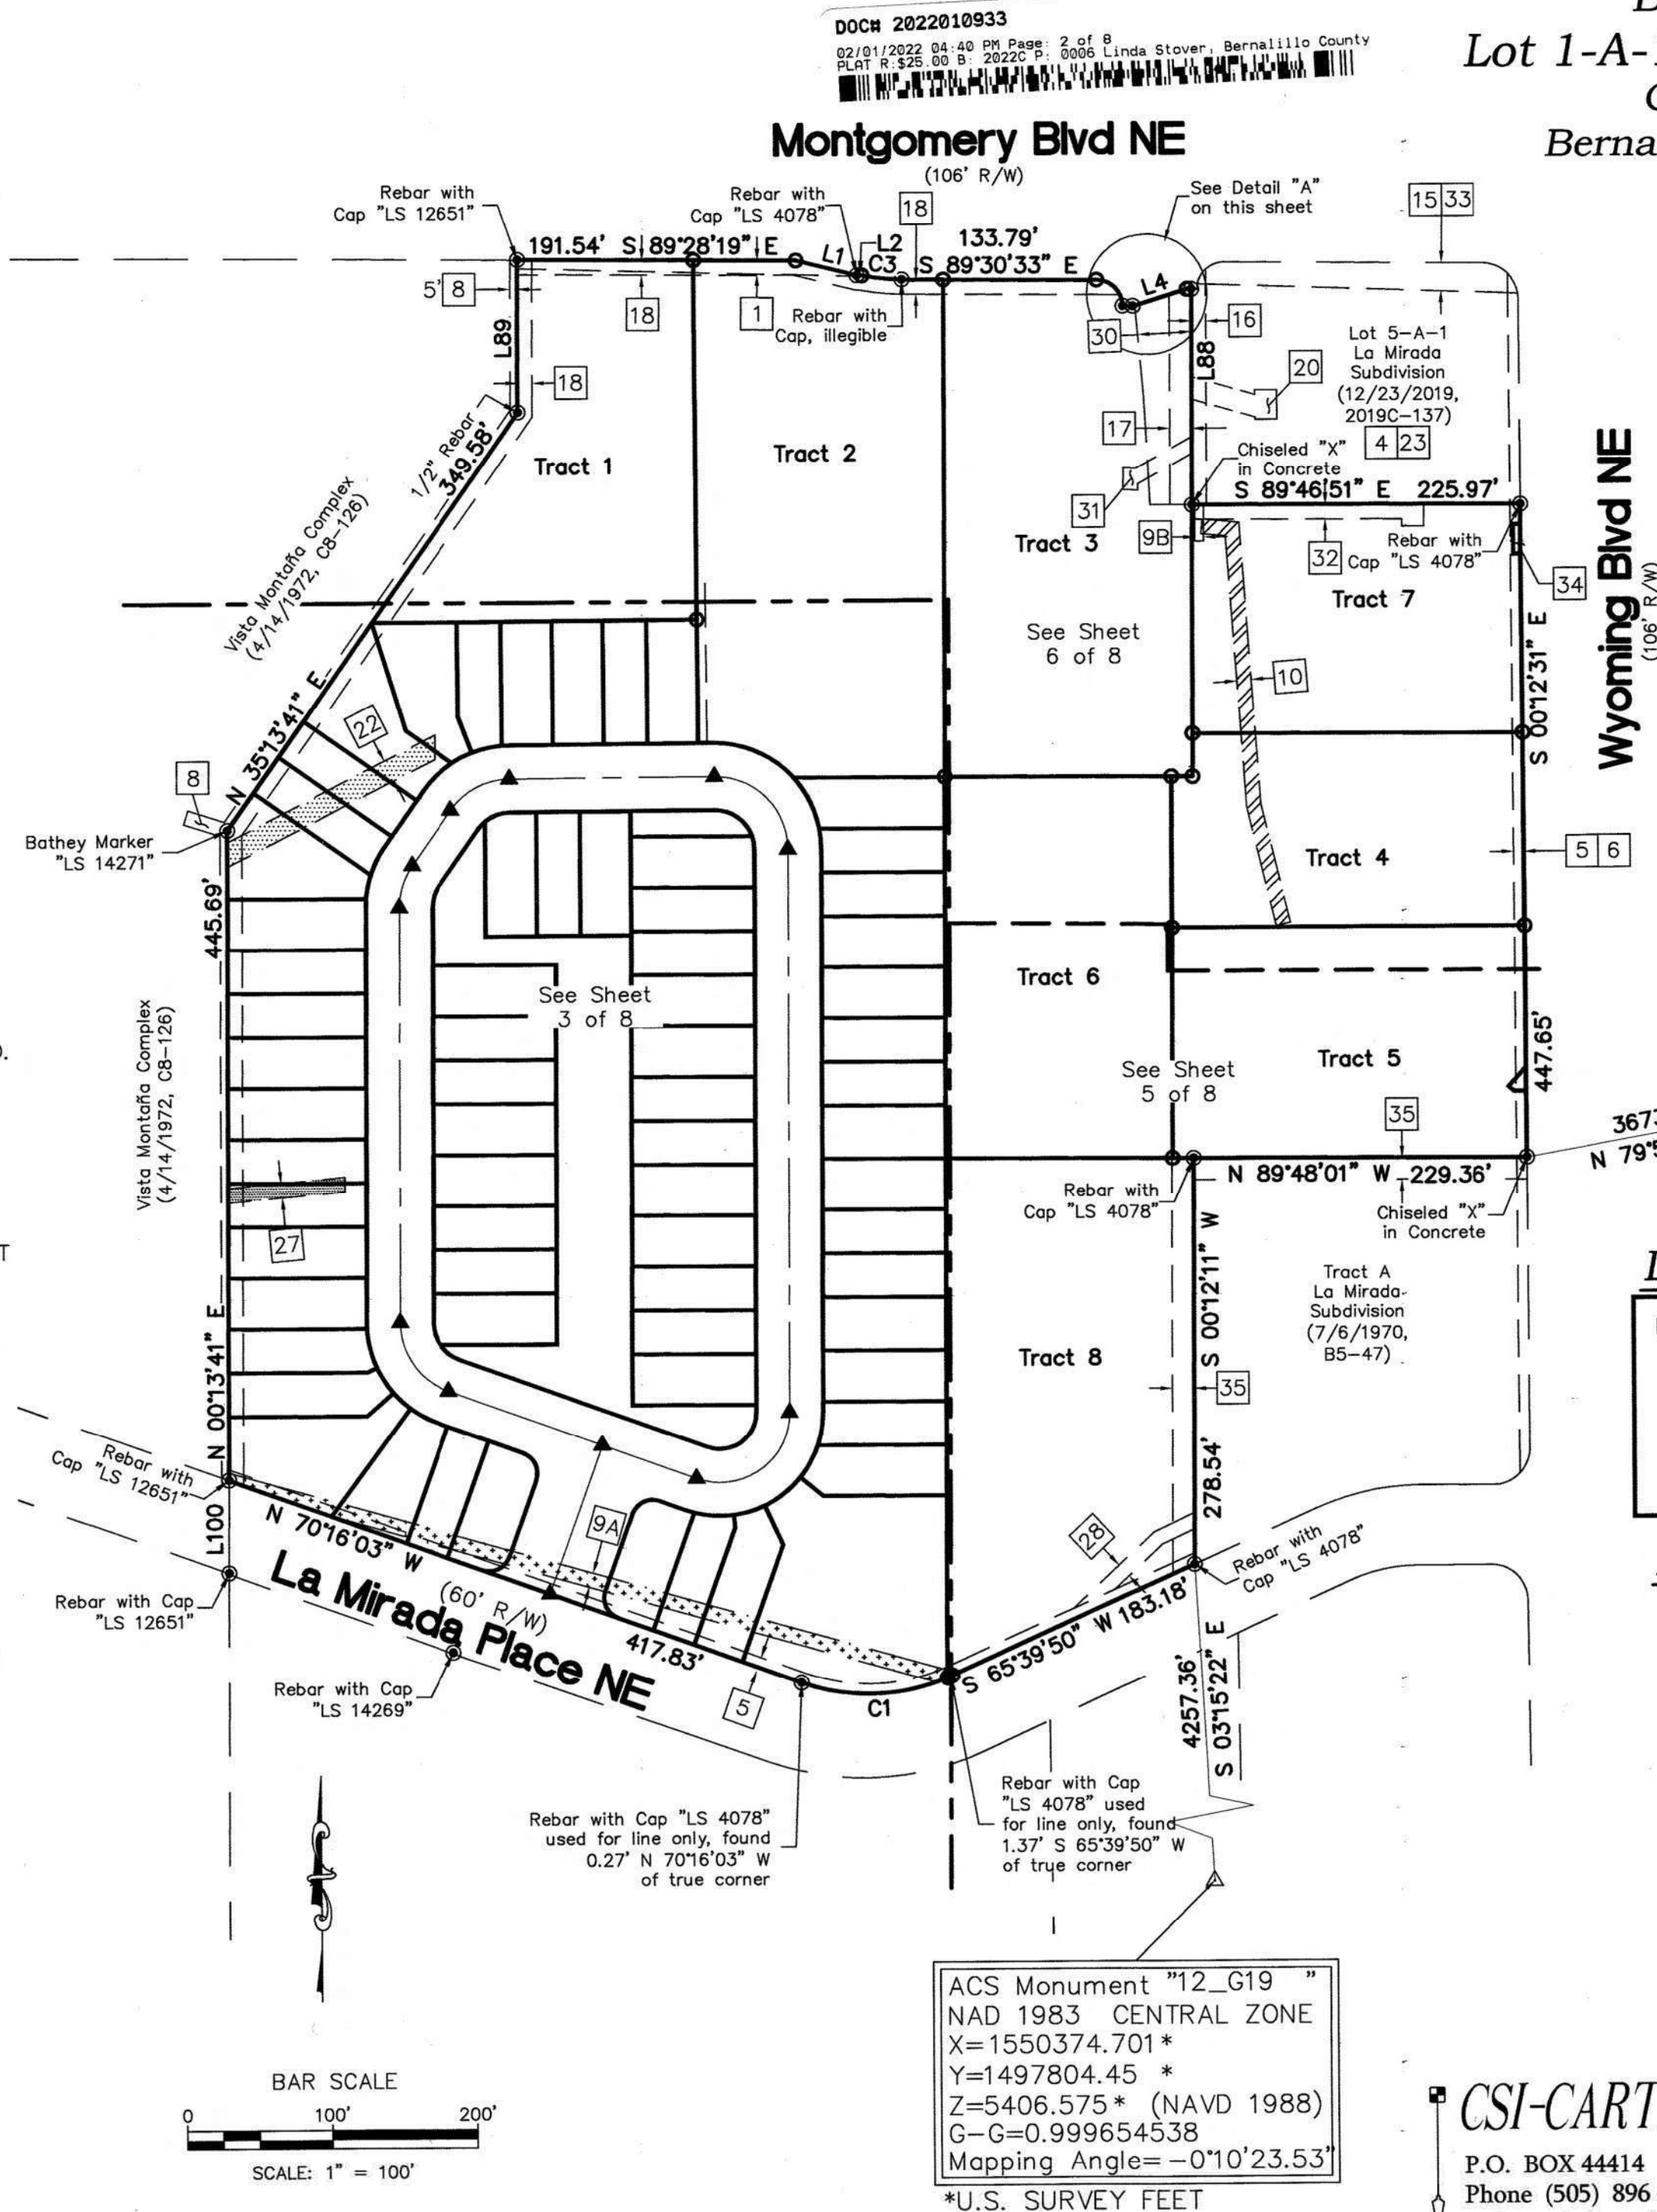 DOC# 2022010933
02/01/2022 04:40 PM Page: 2 of 8
PLAT R:$25.00 B: 2022C P: 0006 Linda Stover, Bernalillo County
Lot 1-A-
Berna
Montgomery Blvd NE
(106' R/W)
Rebar with
Cap "LS 12651"
Rebar with
Cap "LS 4078"
18
See Detail "A"
on this sheet
15 33
191.54' S 89°28'19" E
L1
L2
C3
133.79'
S 89°30'33" E
L4
5' 8
18
1
Rebar with
Cap, illegible
30
16
L89
L88
18
20
Lot 5-A-1
La Mirada
Subdivision
(12/23/2019,
2019C-137)
4 23
17
1/2" Rebar
349.58'
Tract 1
Tract 2
Chiseled "X"
in Concrete
S 89°46'51" E 225.97'
31
Vista Montaña Complex
(4/14/1972, C8-126)
Tract 3
9B
32
Rebar with
Cap "LS 4078"
34
Wyoming Blvd NE
(106' R/W)
Tract 7
See Sheet
6 of 8
10
S 00°12'31" E
N 35°13'41" E
22
8
Bathey Marker
"LS 14271"
Tract 4
5 6
445.69'
Tract 6
See Sheet
3 of 8
Vista Montaña Complex
(4/14/1972, C8-126)
Tract 5
447.65'
See Sheet
5 of 8
35
N 89°48'01" W 229.36'
Rebar with
Cap "LS 4078"
Chiseled "X"
in Concrete
27
S 00°12'11" W
Tract A
La Mirada
Subdivision
(7/6/1970,
B5-47)
N 00°13'41" E
Tract 8
35
Rebar with
Cap "LS 12651"
278.54'
L100
N 70°16'03" W
9A
28
Rebar with
Cap "LS 4078"
La Mirada Place NE
(60' R/W)
Rebar with Cap
"LS 12651"
417.83'
S 65°39'50" W 183.18'
Rebar with Cap
"LS 14269"
5
C1
4257.36'
S 03°15'22" E
Rebar with Cap "LS 4078"
used for line only, found
0.27' N 70°16'03" W
of true corner
Rebar with Cap
"LS 4078" used
for line only, found
1.37' S 65°39'50" W
of true corner
ACS Monument "12_G19 "
NAD 1983 CENTRAL ZONE
X=1550374.701*
Y=1497804.45 *
Z=5406.575* (NAVD 1988)
G-G=0.999654538
Mapping Angle= -0°10'23.53"
*U.S. SURVEY FEET
BAR SCALE
0 100' 200'
SCALE: 1" = 100'
CSI-CART
P.O. BOX 44414
Phone (505) 896